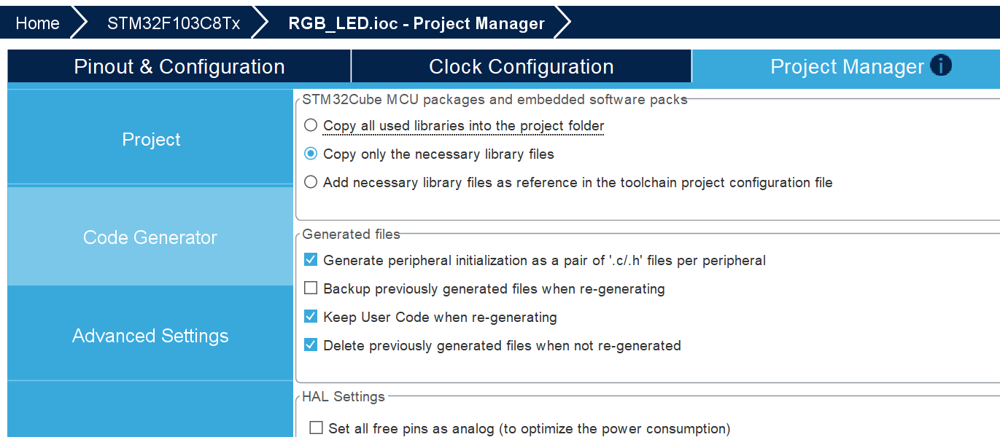 Home STM32F103C8Tx RGB_LED.ioc - Project Manager
Pinout & Configuration Clock Configuration Project Manager i
STM32Cube MCU packages and embedded software packs
Copy all used libraries into the project folder
Project
Copy only the necessary library files
Add necessary library files as reference in the toolchain project configuration file
Generated files
Code Generator
Generate peripheral initialization as a pair of '.c/.h' files per peripheral
Backup previously generated files when re-generating
Keep User Code when re-generating
Advanced Settings
Delete previously generated files when not re-generated
HAL Settings
Set all free pins as analog (to optimize the power consumption)